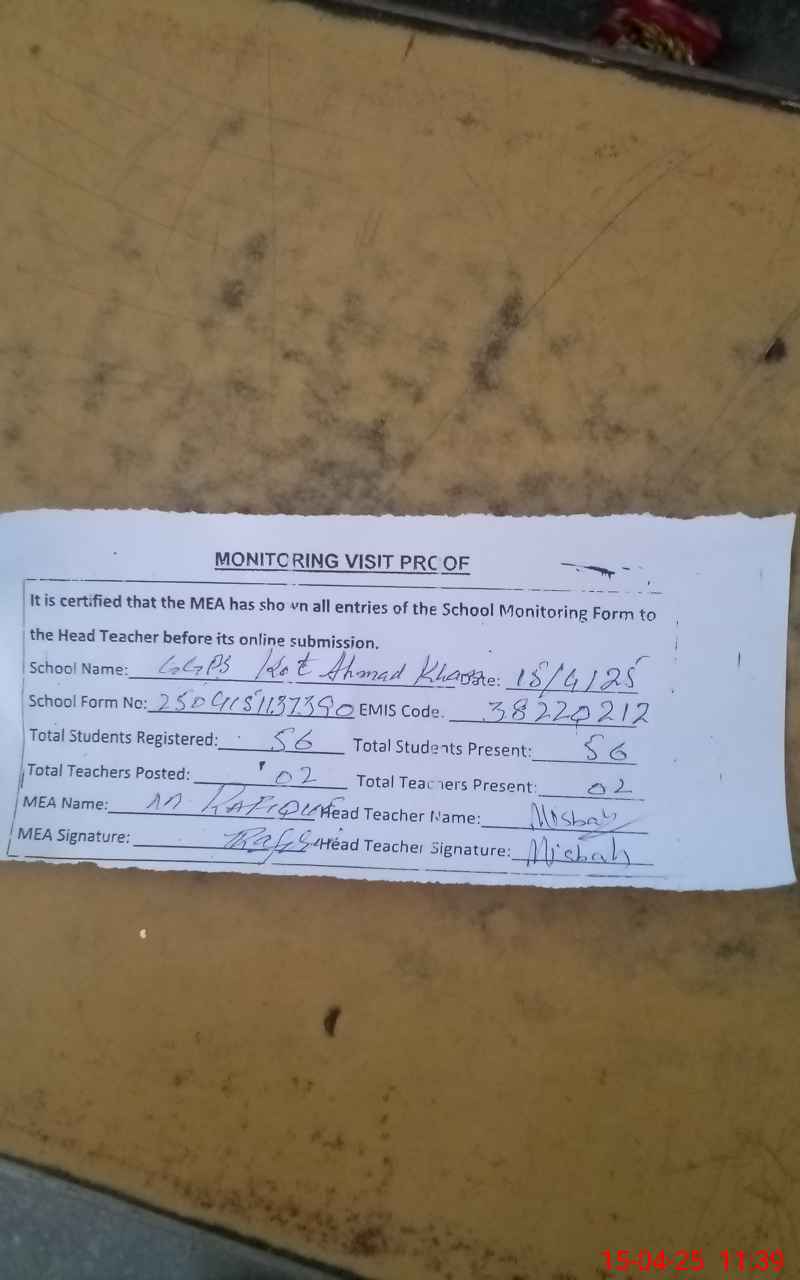 MONITORING VISIT PROOF
It is certified that the MEA has shown all entries of the School Monitoring Form to
the Head Teacher before its online submission.
School Name: GGPS Kot Ahmad Khan Date: 15/4/25
School Form No: 2504151137390 EMIS Code. 38220212
Total Students Registered: 56 Total Students Present: 56
Total Teachers Posted: 02 Total Teachers Present: 02
MEA Name: M RAFIQUE Head Teacher Name: Misbah
MEA Signature: Head Teacher Signature: Misbah
15-04-25 11:39